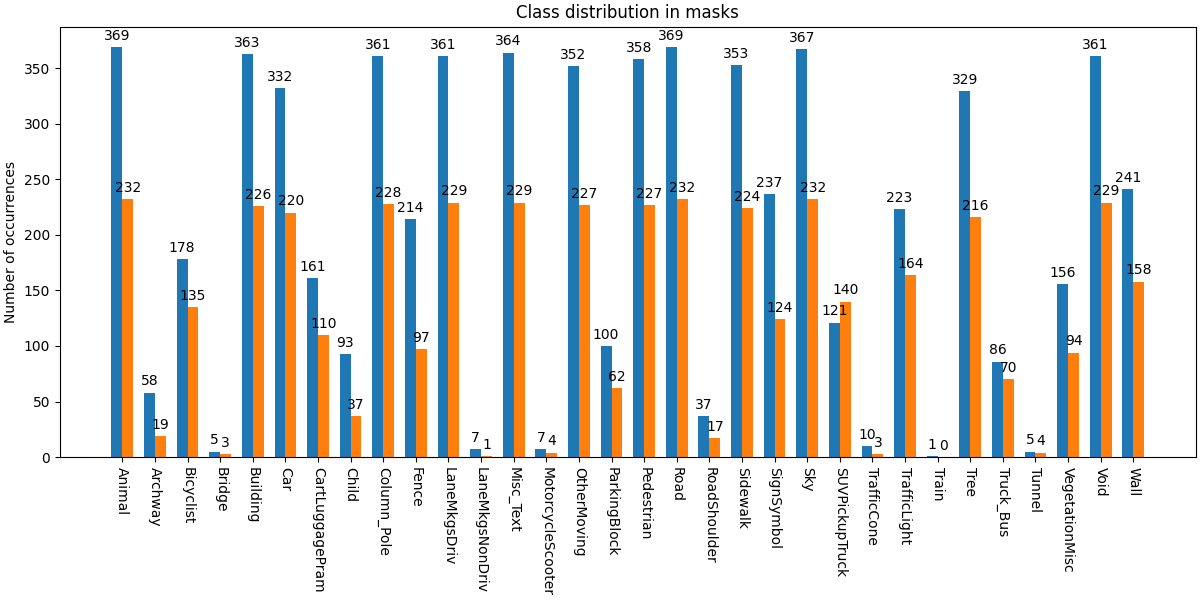 Class distribution in masks
Number of occurrences
350
300
250
200
150
100
50
0
369 232
58 19
178 135
5 3
363 226
332 220
161 110
93 37
361 228
214 97
361 229
7 1
364 229
7 4
352 227
100 62
358 227
369 232
37 17
353 224
237 124
367 232
121 140
10 3
223 164
1 0
329 216
86 70
5 4
156 94
361 229
241 158
Animal
Archway
Bicyclist
Bridge
Building
Car
CartLuggagePram
Child
Column_Pole
Fence
LaneMkgsDriv
LaneMkgsNonDriv
Misc_Text
MotorcycleScooter
OtherMoving
ParkingBlock
Pedestrian
Road
RoadShoulder
Sidewalk
SignSymbol
Sky
SUVPickupTruck
TrafficCone
TrafficLight
Train
Tree
Truck_Bus
Tunnel
VegetationMisc
Void
Wall